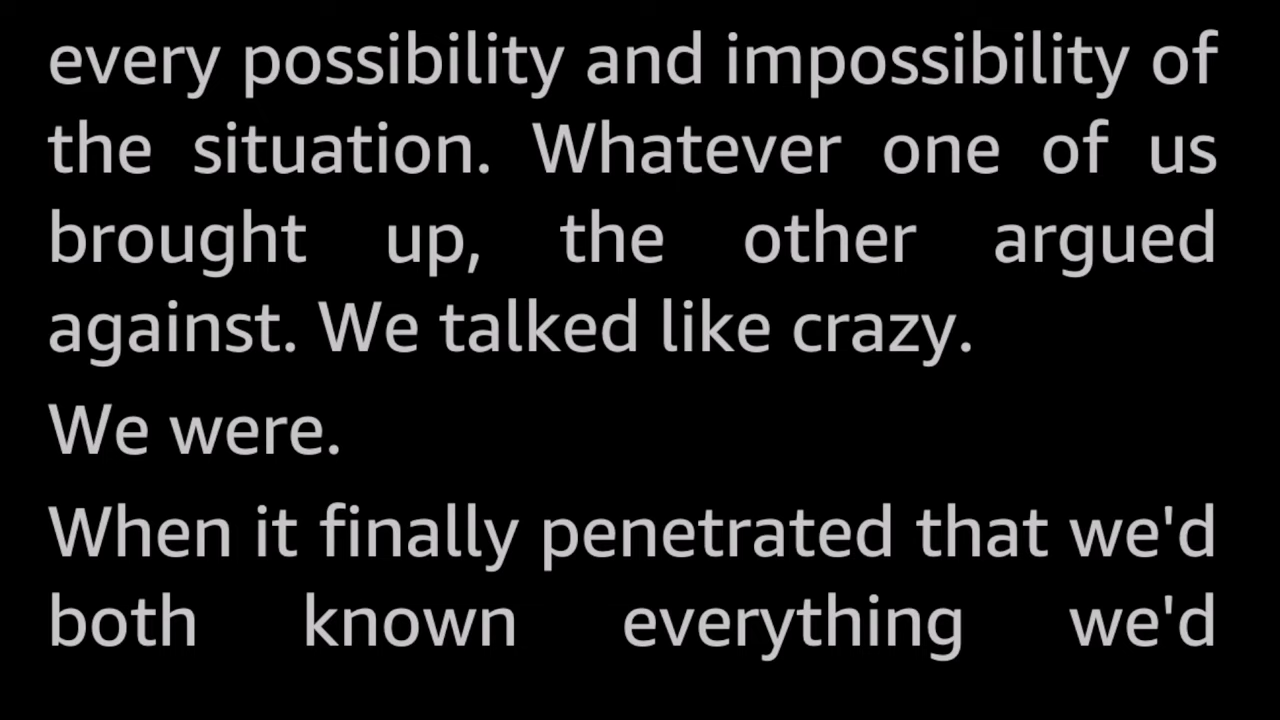 every possibility and impossibility of
the situation. Whatever one of us
brought up, the other argued
against. We talked like crazy.
We were.
When it finally penetrated that we'd
both known everything we'd